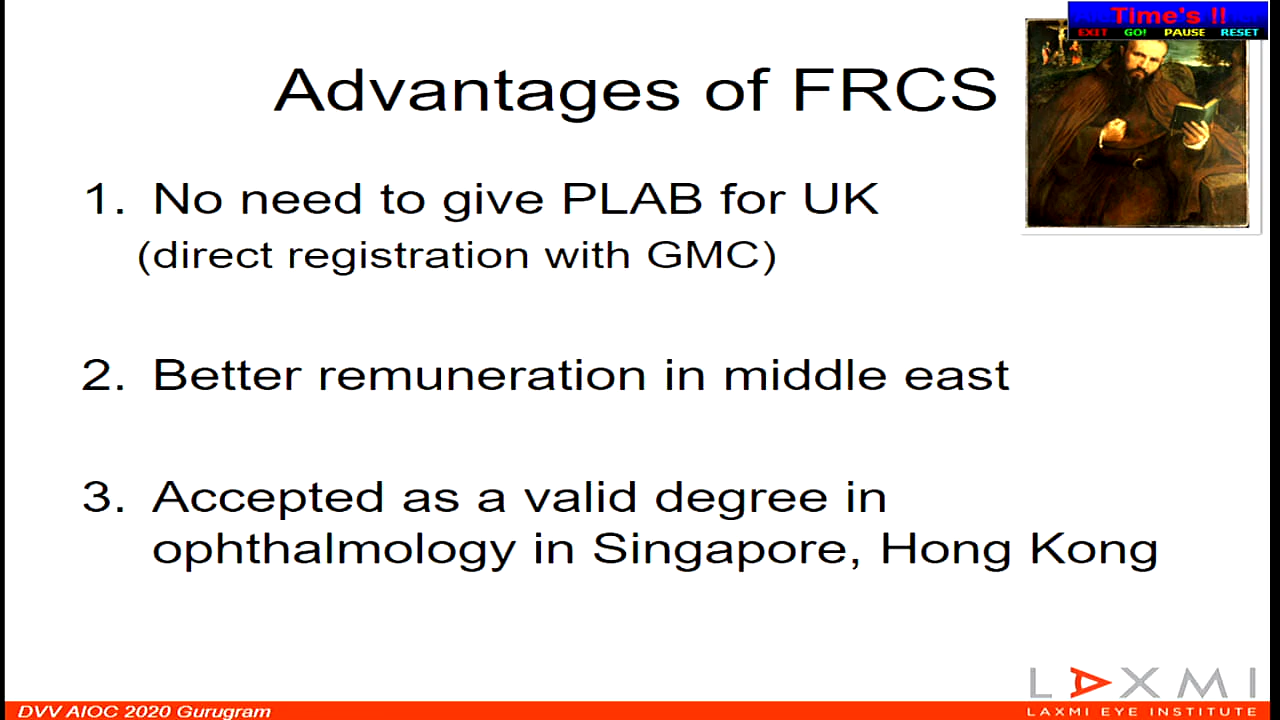 Time's !!
EXIT GO! PAUSE RESET
Advantages of FRCS
1. No need to give PLAB for UK
(direct registration with GMC)
2. Better remuneration in middle east
3. Accepted as a valid degree in
ophthalmology in Singapore, Hong Kong
LAXMI
LAXMI EYE INSTITUTE
DVV AIOC 2020 Gurugram